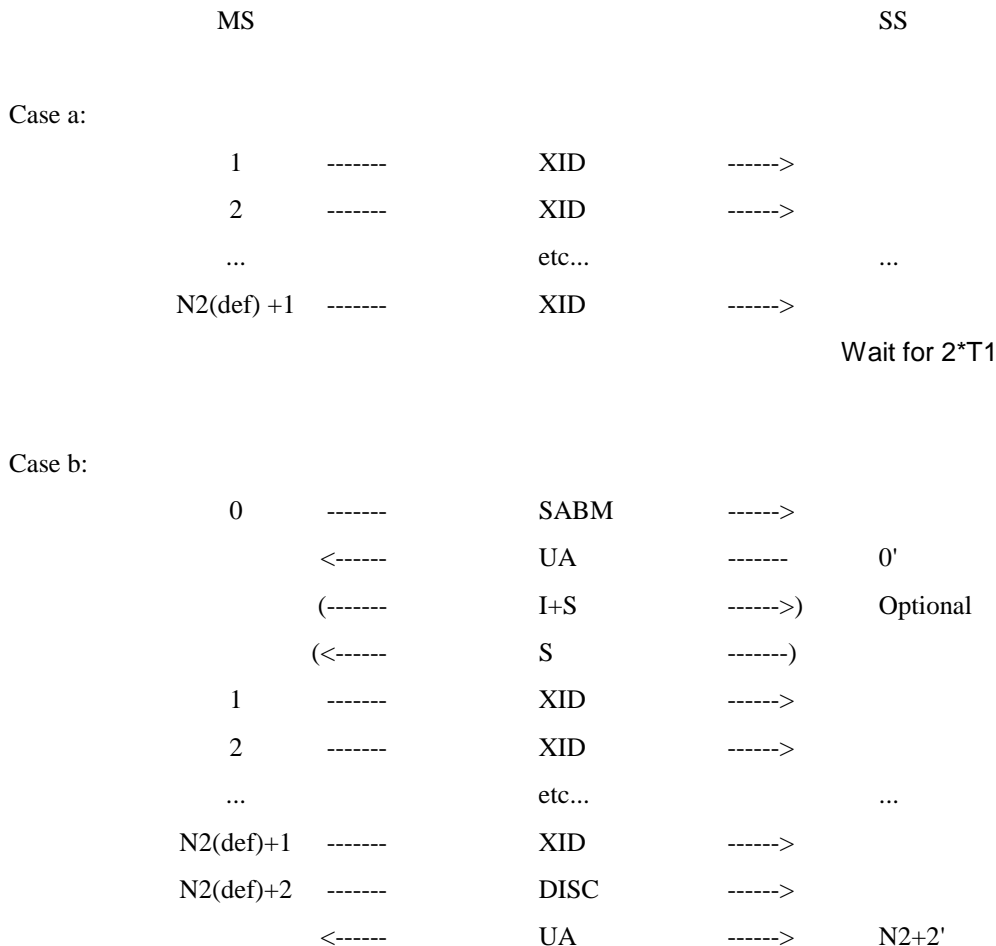 MS SS
Case a:
1 ------- XID ------>
2 ------- XID ------>
... etc... ...
N2(def) +1 ------- XID ------>
Wait for 2*T1
Case b:
0 ------- SABM ------>
<------ UA ------- 0'
(------- I+S ------>) Optional
(<------ S -------)
1 ------- XID ------>
2 ------- XID ------>
... etc... ...
N2(def)+1 ------- XID ------>
N2(def)+2 ------- DISC ------>
<------ UA ------> N2+2'